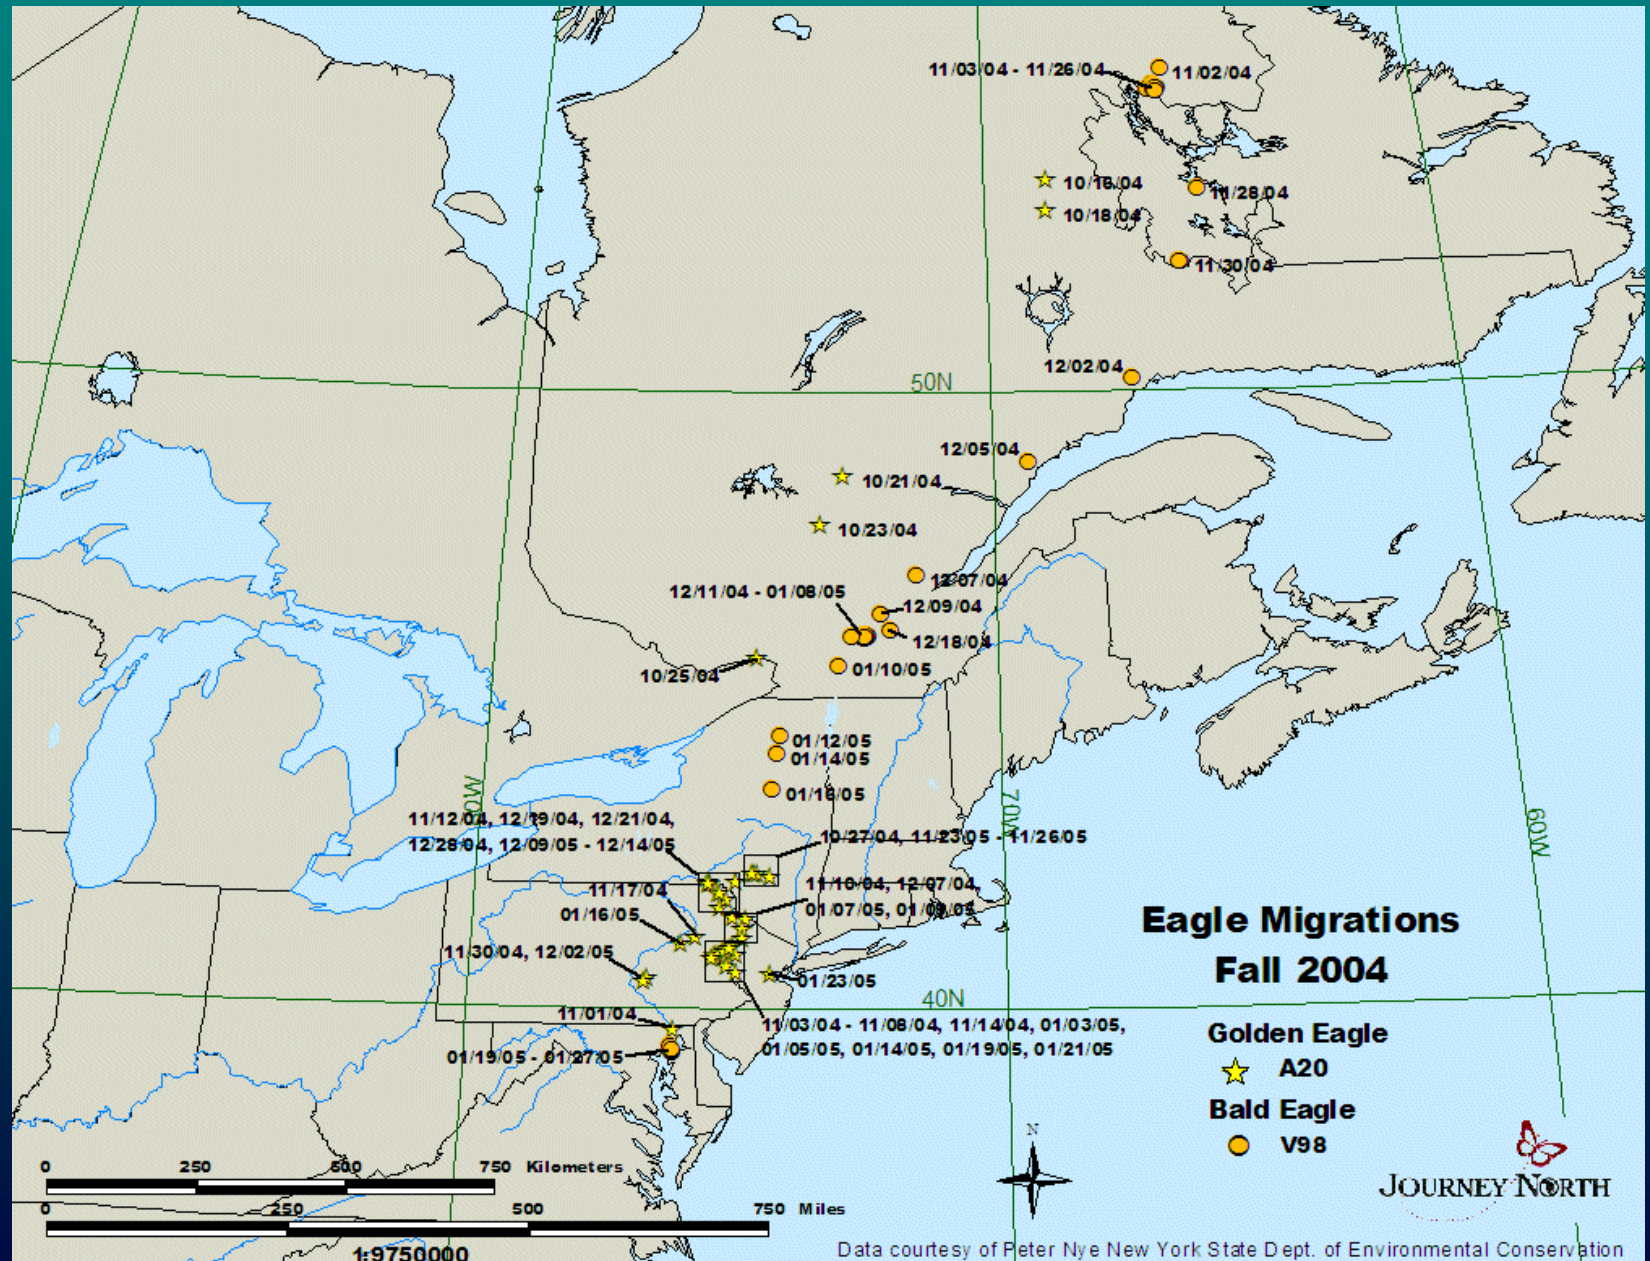 11/03/04 - 11/26/04
11/02/04
10/16/04
11/28/04
10/18/04
11/30/04
12/02/04
50N
12/05/04
10/21/04
10/23/04
12/07/04
12/11/04 - 01/08/05
12/09/04
12/18/04
10/25/04
01/10/05
01/12/05
01/14/05
01/16/05
70W
60W
11/12/04, 12/19/04, 12/21/04,
12/28/04, 12/09/05 - 12/14/05
10/27/04, 11/23/05 - 11/26/05
11/17/04
11/10/04, 12/07/04,
01/07/05, 01/09/05
01/16/05
11/30/04, 12/02/05
01/23/05
40N
11/01/04
11/03/04 - 11/08/04, 11/14/04, 01/03/05,
01/05/05, 01/14/05, 01/19/05, 01/21/05
01/19/05 - 01/27/05
Eagle Migrations
Fall 2004
Golden Eagle
A20
Bald Eagle
V98
N
0 250 500 750 Kilometers
0 250 500 750 Miles
1:9750000
JOURNEY NORTH
Data courtesy of Peter Nye New York State Dept. of Environmental Conservation